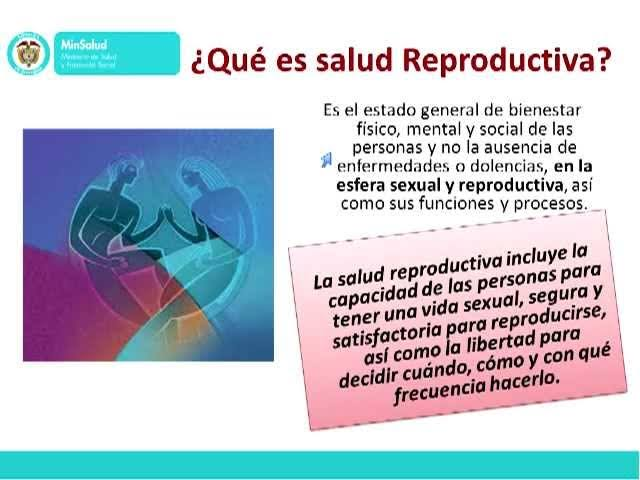 MinSalud
Ministerio de Salud
y Protección Social
¿Qué es salud Reproductiva?
Es el estado general de bienestar
físico, mental y social de las
personas y no la ausencia de
enfermedades o dolencias, en la
esfera sexual y reproductiva, así
como sus funciones y procesos.
La salud reproductiva incluye la
capacidad de las personas para
tener una vida sexual, segura y
satisfactoria para reproducirse,
así como la libertad para
decidir cuándo, cómo y con qué
frecuencia hacerlo.